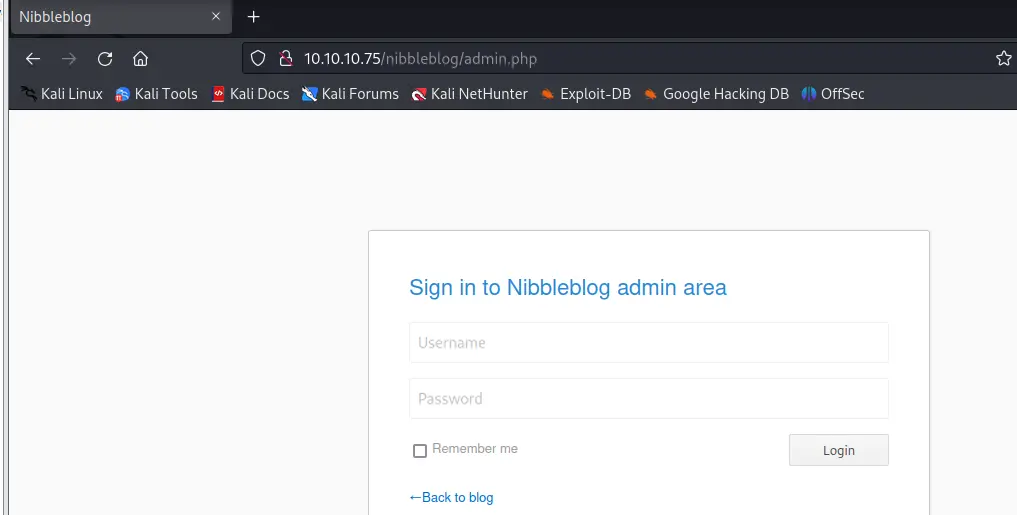 Nibbleblog
10.10.10.75/nibbleblog/admin.php
Kali Linux Kali Tools Kali Docs Kali Forums Kali NetHunter Exploit-DB Google Hacking DB OffSec
Sign in to Nibbleblog admin area
Username
Password
Remember me Login
←Back to blog